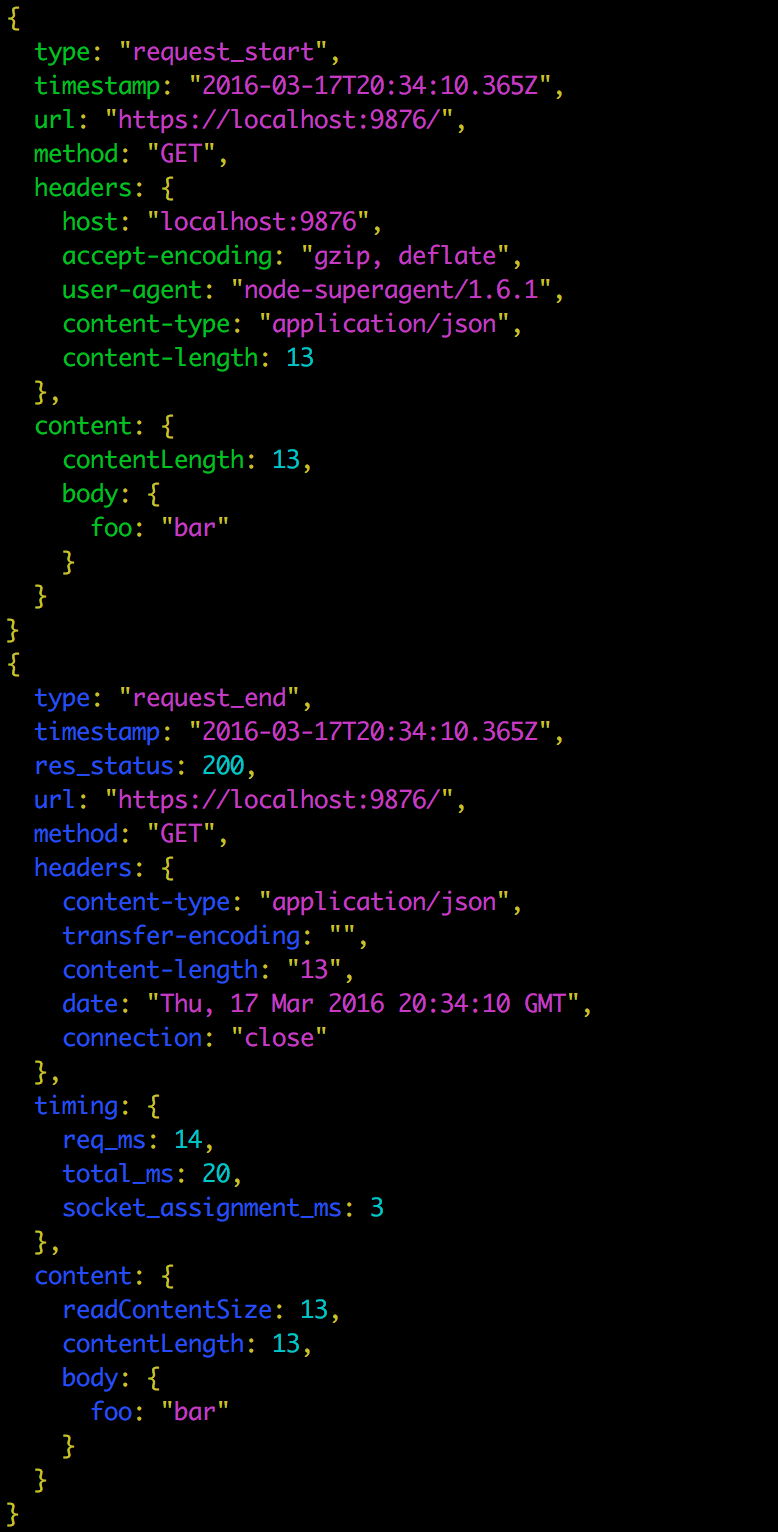 {
  type: "request_start",
  timestamp: "2016-03-17T20:34:10.365Z",
  url: "https://localhost:9876/",
  method: "GET",
  headers: {
    host: "localhost:9876",
    accept-encoding: "gzip, deflate",
    user-agent: "node-superagent/1.6.1",
    content-type: "application/json",
    content-length: 13
  },
  content: {
    contentLength: 13,
    body: {
      foo: "bar"
    }
  }
}
{
  type: "request_end",
  timestamp: "2016-03-17T20:34:10.365Z",
  res_status: 200,
  url: "https://localhost:9876/",
  method: "GET",
  headers: {
    content-type: "application/json",
    transfer-encoding: "",
    content-length: "13",
    date: "Thu, 17 Mar 2016 20:34:10 GMT",
    connection: "close"
  },
  timing: {
    req_ms: 14,
    total_ms: 20,
    socket_assignment_ms: 3
  },
  content: {
    readContentSize: 13,
    contentLength: 13,
    body: {
      foo: "bar"
    }
  }
}